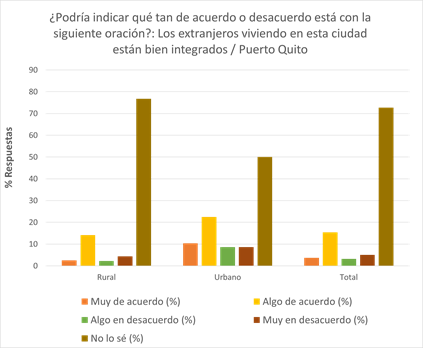 ¿Podría indicar qué tan de acuerdo o desacuerdo está con la
siguiente oración?: Los extranjeros viviendo en esta ciudad
están bien integrados / Puerto Quito
% Respuestas
90
80
70
60
50
40
30
20
10
0
Rural Urbano Total
Muy de acuerdo (%) Algo de acuerdo (%)
Algo en desacuerdo (%) Muy en desacuerdo (%)
No lo sé (%)